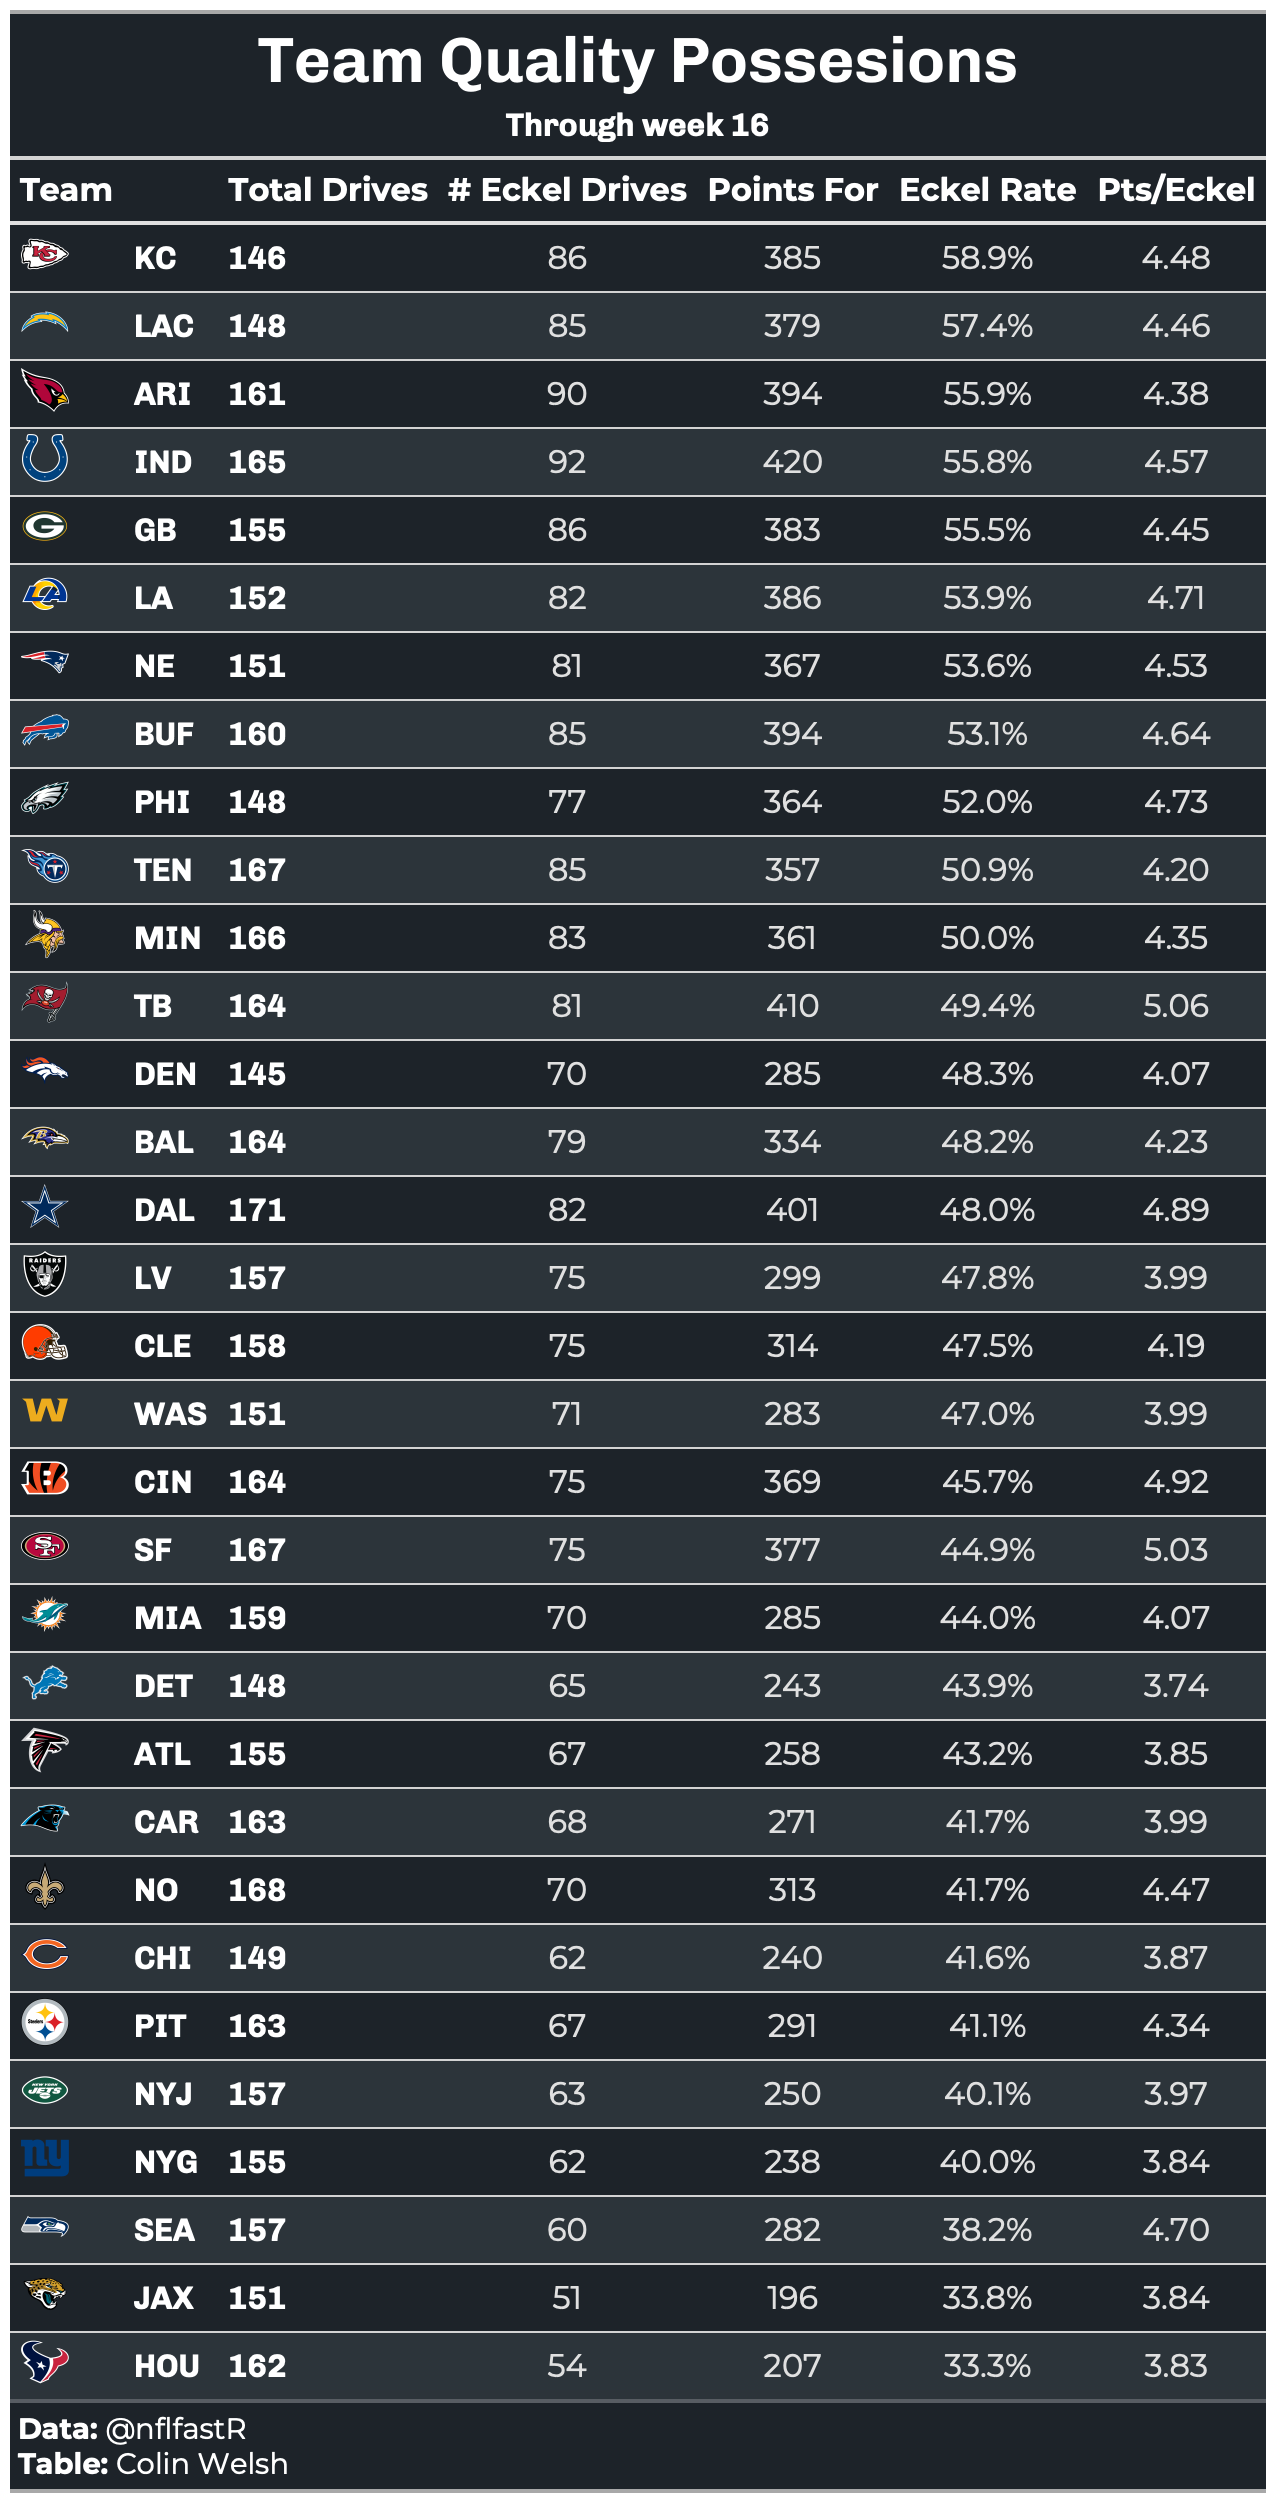 Team Quality Possesions
Through week 16
Team Total Drives # Eckel Drives Points For Eckel Rate Pts/Eckel
KC 146 86 385 58.9% 4.48
LAC 148 85 379 57.4% 4.46
ARI 161 90 394 55.9% 4.38
IND 165 92 420 55.8% 4.57
GB 155 86 383 55.5% 4.45
LA 152 82 386 53.9% 4.71
NE 151 81 367 53.6% 4.53
BUF 160 85 394 53.1% 4.64
PHI 148 77 364 52.0% 4.73
TEN 167 85 357 50.9% 4.20
MIN 166 83 361 50.0% 4.35
TB 164 81 410 49.4% 5.06
DEN 145 70 285 48.3% 4.07
BAL 164 79 334 48.2% 4.23
DAL 171 82 401 48.0% 4.89
RAIDERS LV 157 75 299 47.8% 3.99
CLE 158 75 314 47.5% 4.19
WAS 151 71 283 47.0% 3.99
CIN 164 75 369 45.7% 4.92
SF 167 75 377 44.9% 5.03
MIA 159 70 285 44.0% 4.07
DET 148 65 243 43.9% 3.74
ATL 155 67 258 43.2% 3.85
CAR 163 68 271 41.7% 3.99
NO 168 70 313 41.7% 4.47
CHI 149 62 240 41.6% 3.87
Steelers PIT 163 67 291 41.1% 4.34
NEW YORK JETS NYJ 157 63 250 40.1% 3.97
ny NYG 155 62 238 40.0% 3.84
SEA 157 60 282 38.2% 4.70
JAX 151 51 196 33.8% 3.84
HOU 162 54 207 33.3% 3.83
Data: @nflfastR
Table: Colin Welsh